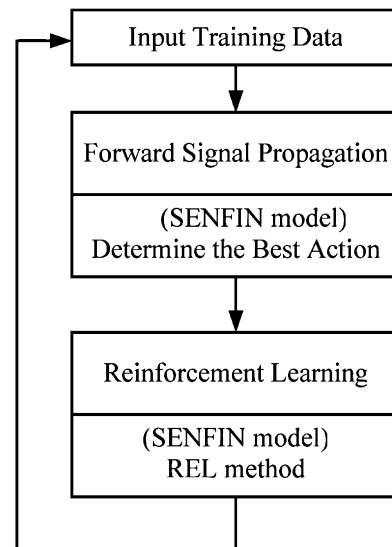 Input Training Data
Forward Signal Propagation
(SENFIN model)
Determine the Best Action
Reinforcement Learning
(SENFIN model)
REL method